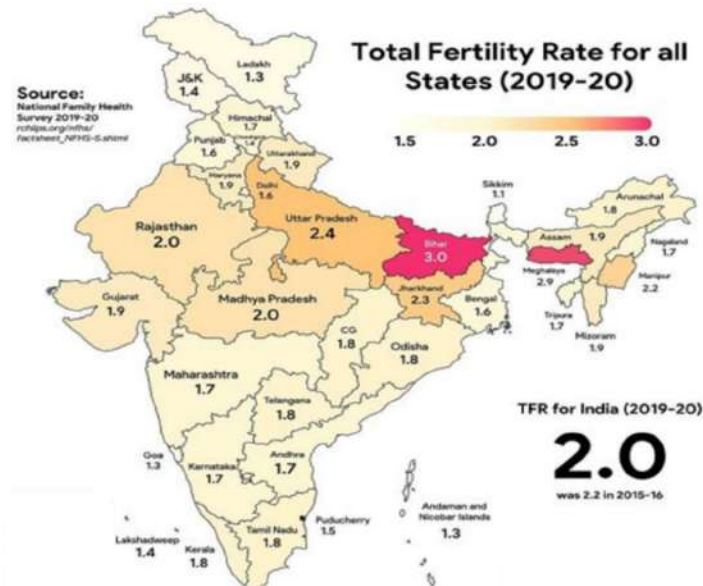 Total Fertility Rate for all
States (2019-20)
1.5 2.0 2.5 3.0
Source:
National Family Health
Survey 2019-20
rchiips.org/nfhs/
factsheet_NFHS-5.shtml
Ladakh
1.3
J&K
1.4
Himachal
1.7
Punjab
1.6
Uttarakhand
1.9
Haryana
1.9
Delhi
1.6
Rajasthan
2.0
Uttar Pradesh
2.4
Bihar
3.0
Sikkim
1.1
Arunachal
1.8
Assam
1.9
Nagaland
1.7
Meghalaya
2.9
Manipur
2.2
Tripura
1.7
Mizoram
1.9
Gujarat
1.9
Madhya Pradesh
2.0
Jharkhand
2.3
Bengal
1.6
CG
1.8
Odisha
1.8
Maharashtra
1.7
Telangana
1.8
Goa
1.3
Karnataka
1.7
Andhra
1.7
Lakshadweep
1.4
Kerala
1.8
Tamil Nadu
1.8
Puducherry
1.5
Andaman and
Nicobar Islands
1.3
TFR for India (2019-20)
2.0
was 2.2 in 2015-16